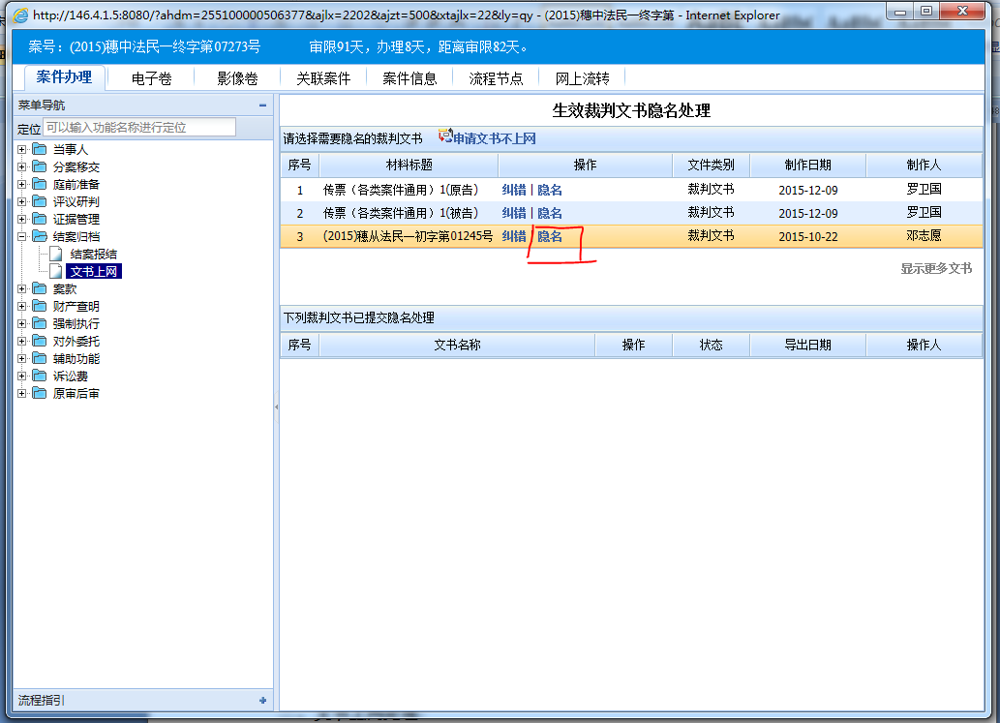 http://146.4.1.5:8080/?ahdm=255100000506377&ajlx=2202&ajzt=500&xtajlx=22&ly=qy - (2015)穗中法民一终字第 - Internet Explorer
案号：(2015)穗中法民一终字第07273号 审限91天，办理8天，距离审限82天。
案件办理 电子卷 影像卷 关联案件 案件信息 流程节点 网上流转
菜单导航
定位 可以输入功能名称进行定位
当事人
分案移交
庭前准备
评议研判
证据管理
结案归档
结案报结
文书上网
案款
财产查明
强制执行
对外委托
辅助功能
诉讼费
原审后审
流程指引
生效裁判文书隐名处理
请选择需要隐名的裁判文书 申请文书不上网
序号 材料标题 操作 文件类别 制作日期 制作人
1 传票（各类案件通用）1(原告) 纠错 | 隐名 裁判文书 2015-12-09 罗卫国
2 传票（各类案件通用）1(被告) 纠错 | 隐名 裁判文书 2015-12-09 罗卫国
3 (2015)穗从法民一初字第01245号 纠错 | 隐名 裁判文书 2015-10-22 邓志愿
显示更多文书
下列裁判文书已提交隐名处理
序号 文书名称 操作 状态 导出日期 操作人